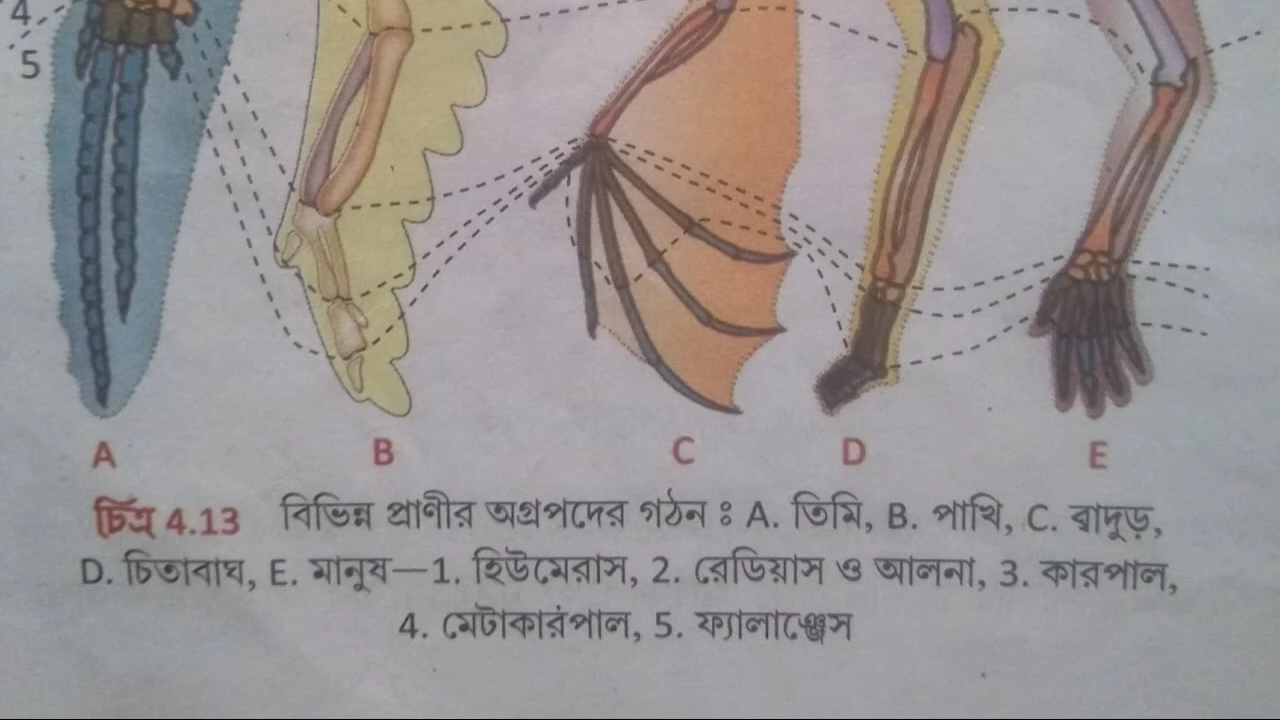 4
5
A B C D E
চিত্র 4.13 বিভিন্ন প্রাণীর অগ্রপদের গঠন ঃ A. তিমি, B. পাখি, C. বাদুড়,
D. চিতাবাঘ, E. মানুষ—1. হিউমেরাস, 2. রেডিয়াস ও আলনা, 3. কারপাল,
4. মেটাকারপাল, 5. ফ্যালাঞ্জেস